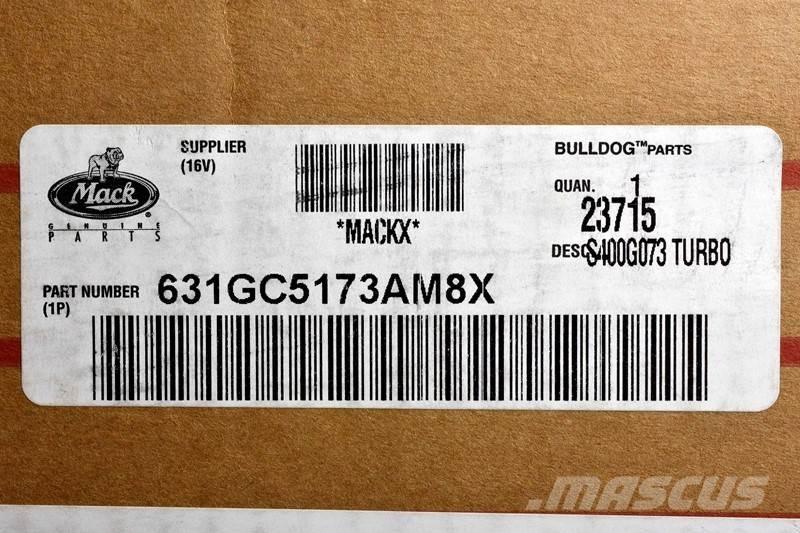 Mack ®
GENUINE
PARTS
SUPPLIER
(16V)
*MACKX*
BULLDOG™PARTS
QUAN. 1
23715
DESC. S400G073 TURBO
PART NUMBER 631GC5173AM8X
(1P)
.mascus